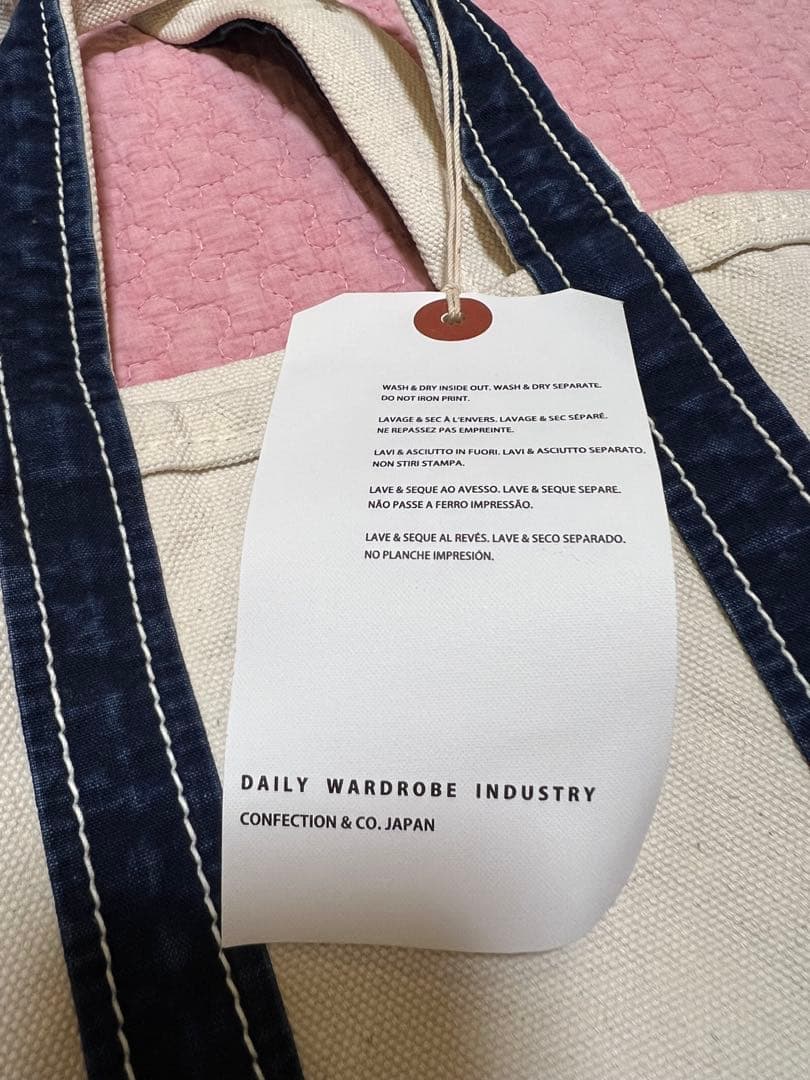 WASH & DRY INSIDE OUT. WASH & DRY SEPARATE.
DO NOT IRON PRINT.
LAVAGE & SEC À L'ENVERS. LAVAGE & SEC SÉPARÉ.
NE REPASSEZ PAS EMPREINTE.
LAVI & ASCIUTTO IN FUORI. LAVI & ASCIUTTO SEPARATO.
NON STIRI STAMPA.
LAVE & SEQUE AO AVESSO. LAVE & SEQUE SEPARE.
NÃO PASSE A FERRO IMPRESSÃO.
LAVE & SEQUE AL REVÉS. LAVE & SECO SEPARADO.
NO PLANCHE IMPRESIÓN.
DAILY WARDROBE INDUSTRY
CONFECTION & CO. JAPAN